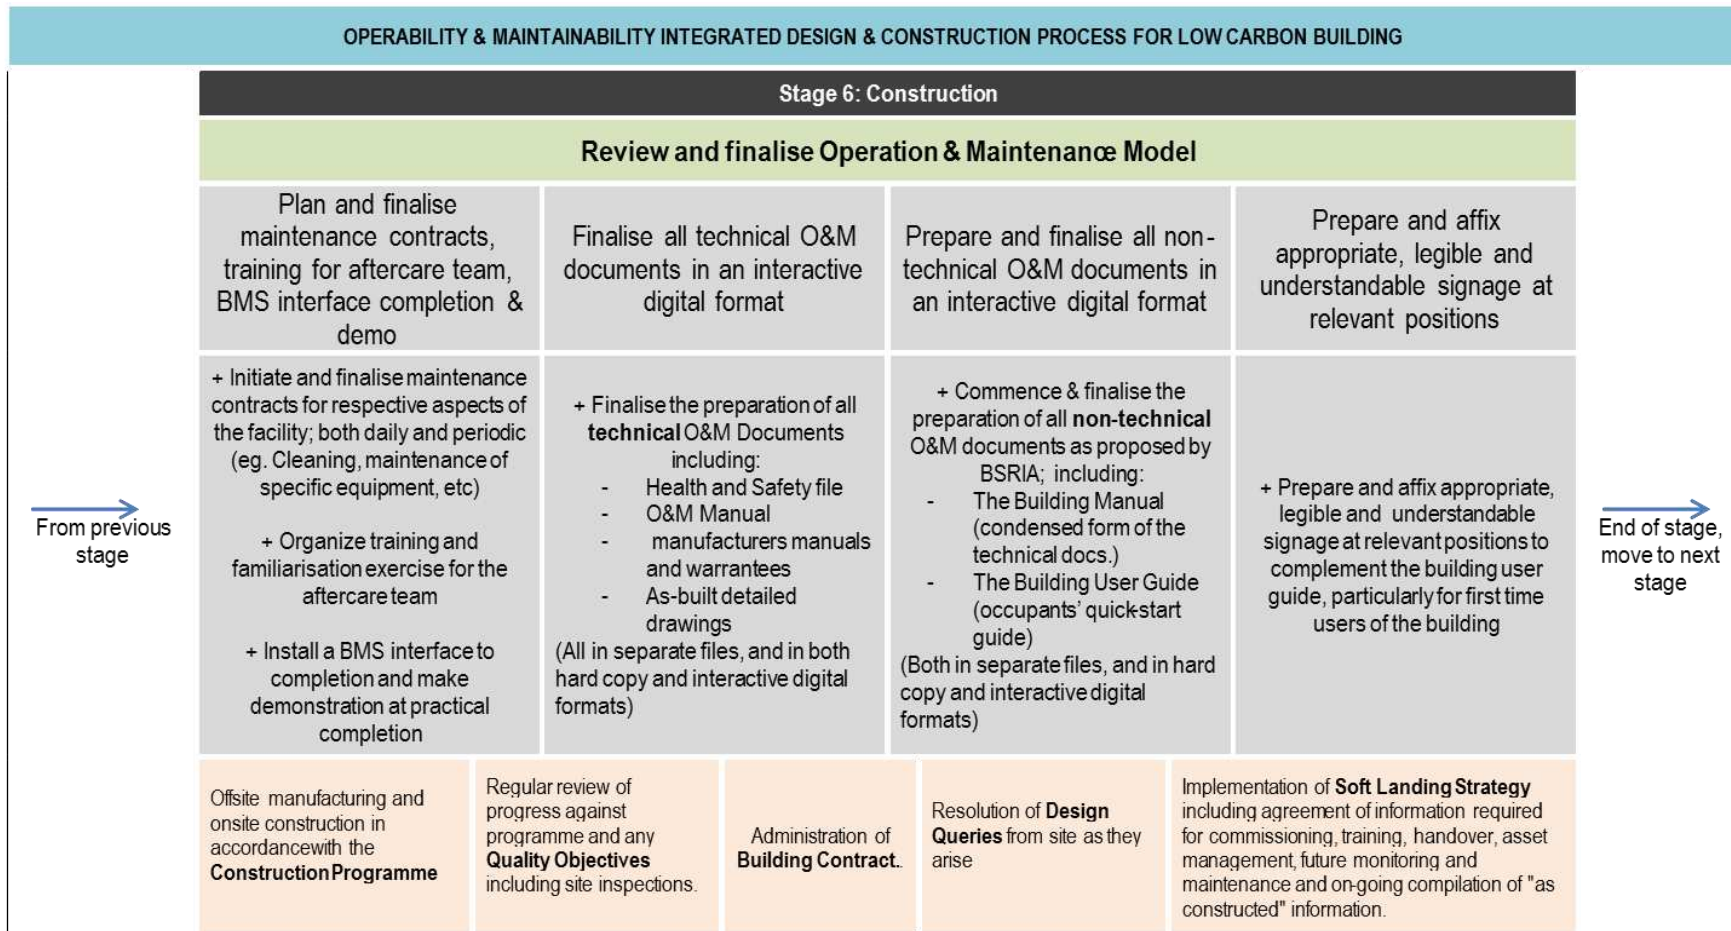 OPERABILITY & MAINTAINABILITY INTEGRATED DESIGN & CONSTRUCTION PROCESS FOR LOW CARBON BUILDING
Stage 6: Construction
Review and finalise Operation & Maintenance Model
Plan and finalise
maintenance contracts,
training for aftercare team,
BMS interface completion &
demo
Finalise all technical O&M
documents in an interactive
digital format
Prepare and finalise all non-
technical O&M documents in
an interactive digital format
Prepare and affix
appropriate, legible and
understandable signage at
relevant positions
From previous
stage
+ Initiate and finalise maintenance
contracts for respective aspects of
the facility; both daily and periodic
(eg. Cleaning, maintenance of
specific equipment, etc)
+ Organize training and
familiarisation exercise for the
aftercare team
+ Install a BMS interface to
completion and make
demonstration at practical
completion
+ Finalise the preparation of all
technical O&M Documents
including:
- Health and Safety file
- O&M Manual
- manufacturers manuals
and warrantees
- As-built detailed
drawings
(All in separate files, and in both
hard copy and interactive digital
formats)
+ Commence & finalise the
preparation of all non-technical
O&M documents as proposed by
BSRIA; including:
- The Building Manual
(condensed form of the
technical docs.)
- The Building User Guide
(occupants' quick-start
guide)
(Both in separate files, and in hard
copy and interactive digital
formats)
+ Prepare and affix appropriate,
legible and understandable
signage at relevant positions to
complement the building user
guide, particularly for first time
users of the building
End of stage,
move to next
stage
Offsite manufacturing and
onsite construction in
accordancewith the
Construction Programme
Regular review of
progress against
programme and any
Quality Objectives
including site inspections.
Administration of
Building Contract..
Resolution of Design
Queries from site as they
arise
Implementation of Soft Landing Strategy
including agreement of information required
for commissioning, training, handover, asset
management, future monitoring and
maintenance and on-going compilation of "as
constructed" information.